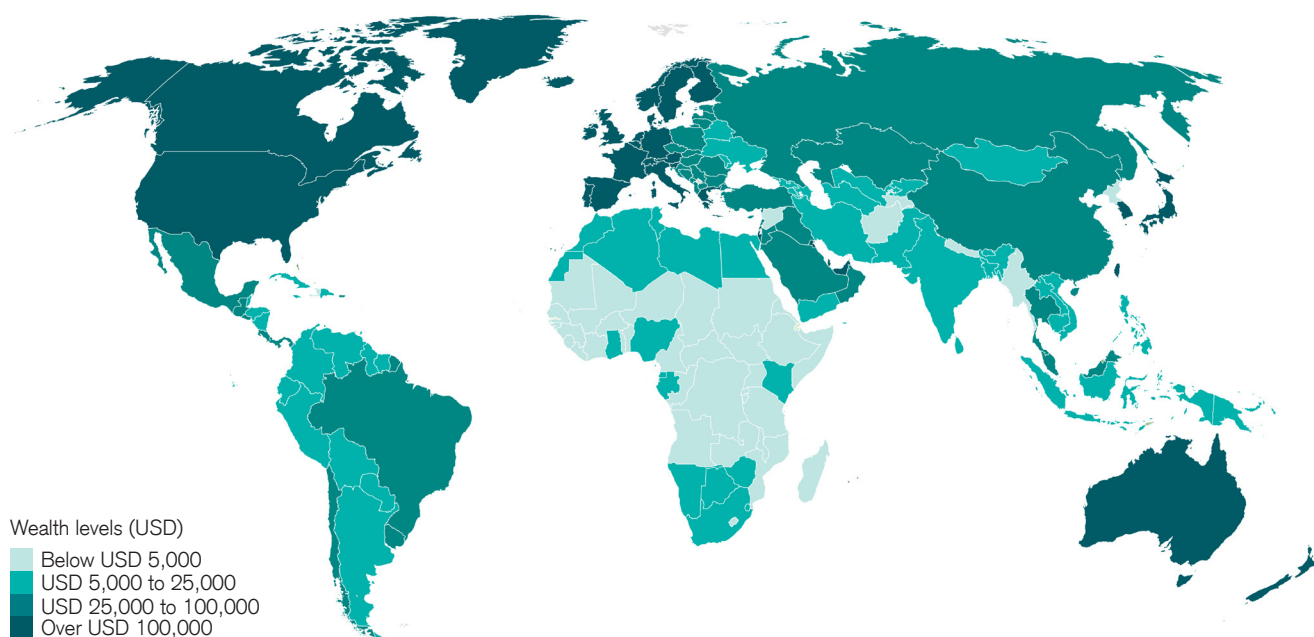 Wealth levels (USD)
Below USD 5,000
USD 5,000 to 25,000
USD 25,000 to 100,000
Over USD 100,000